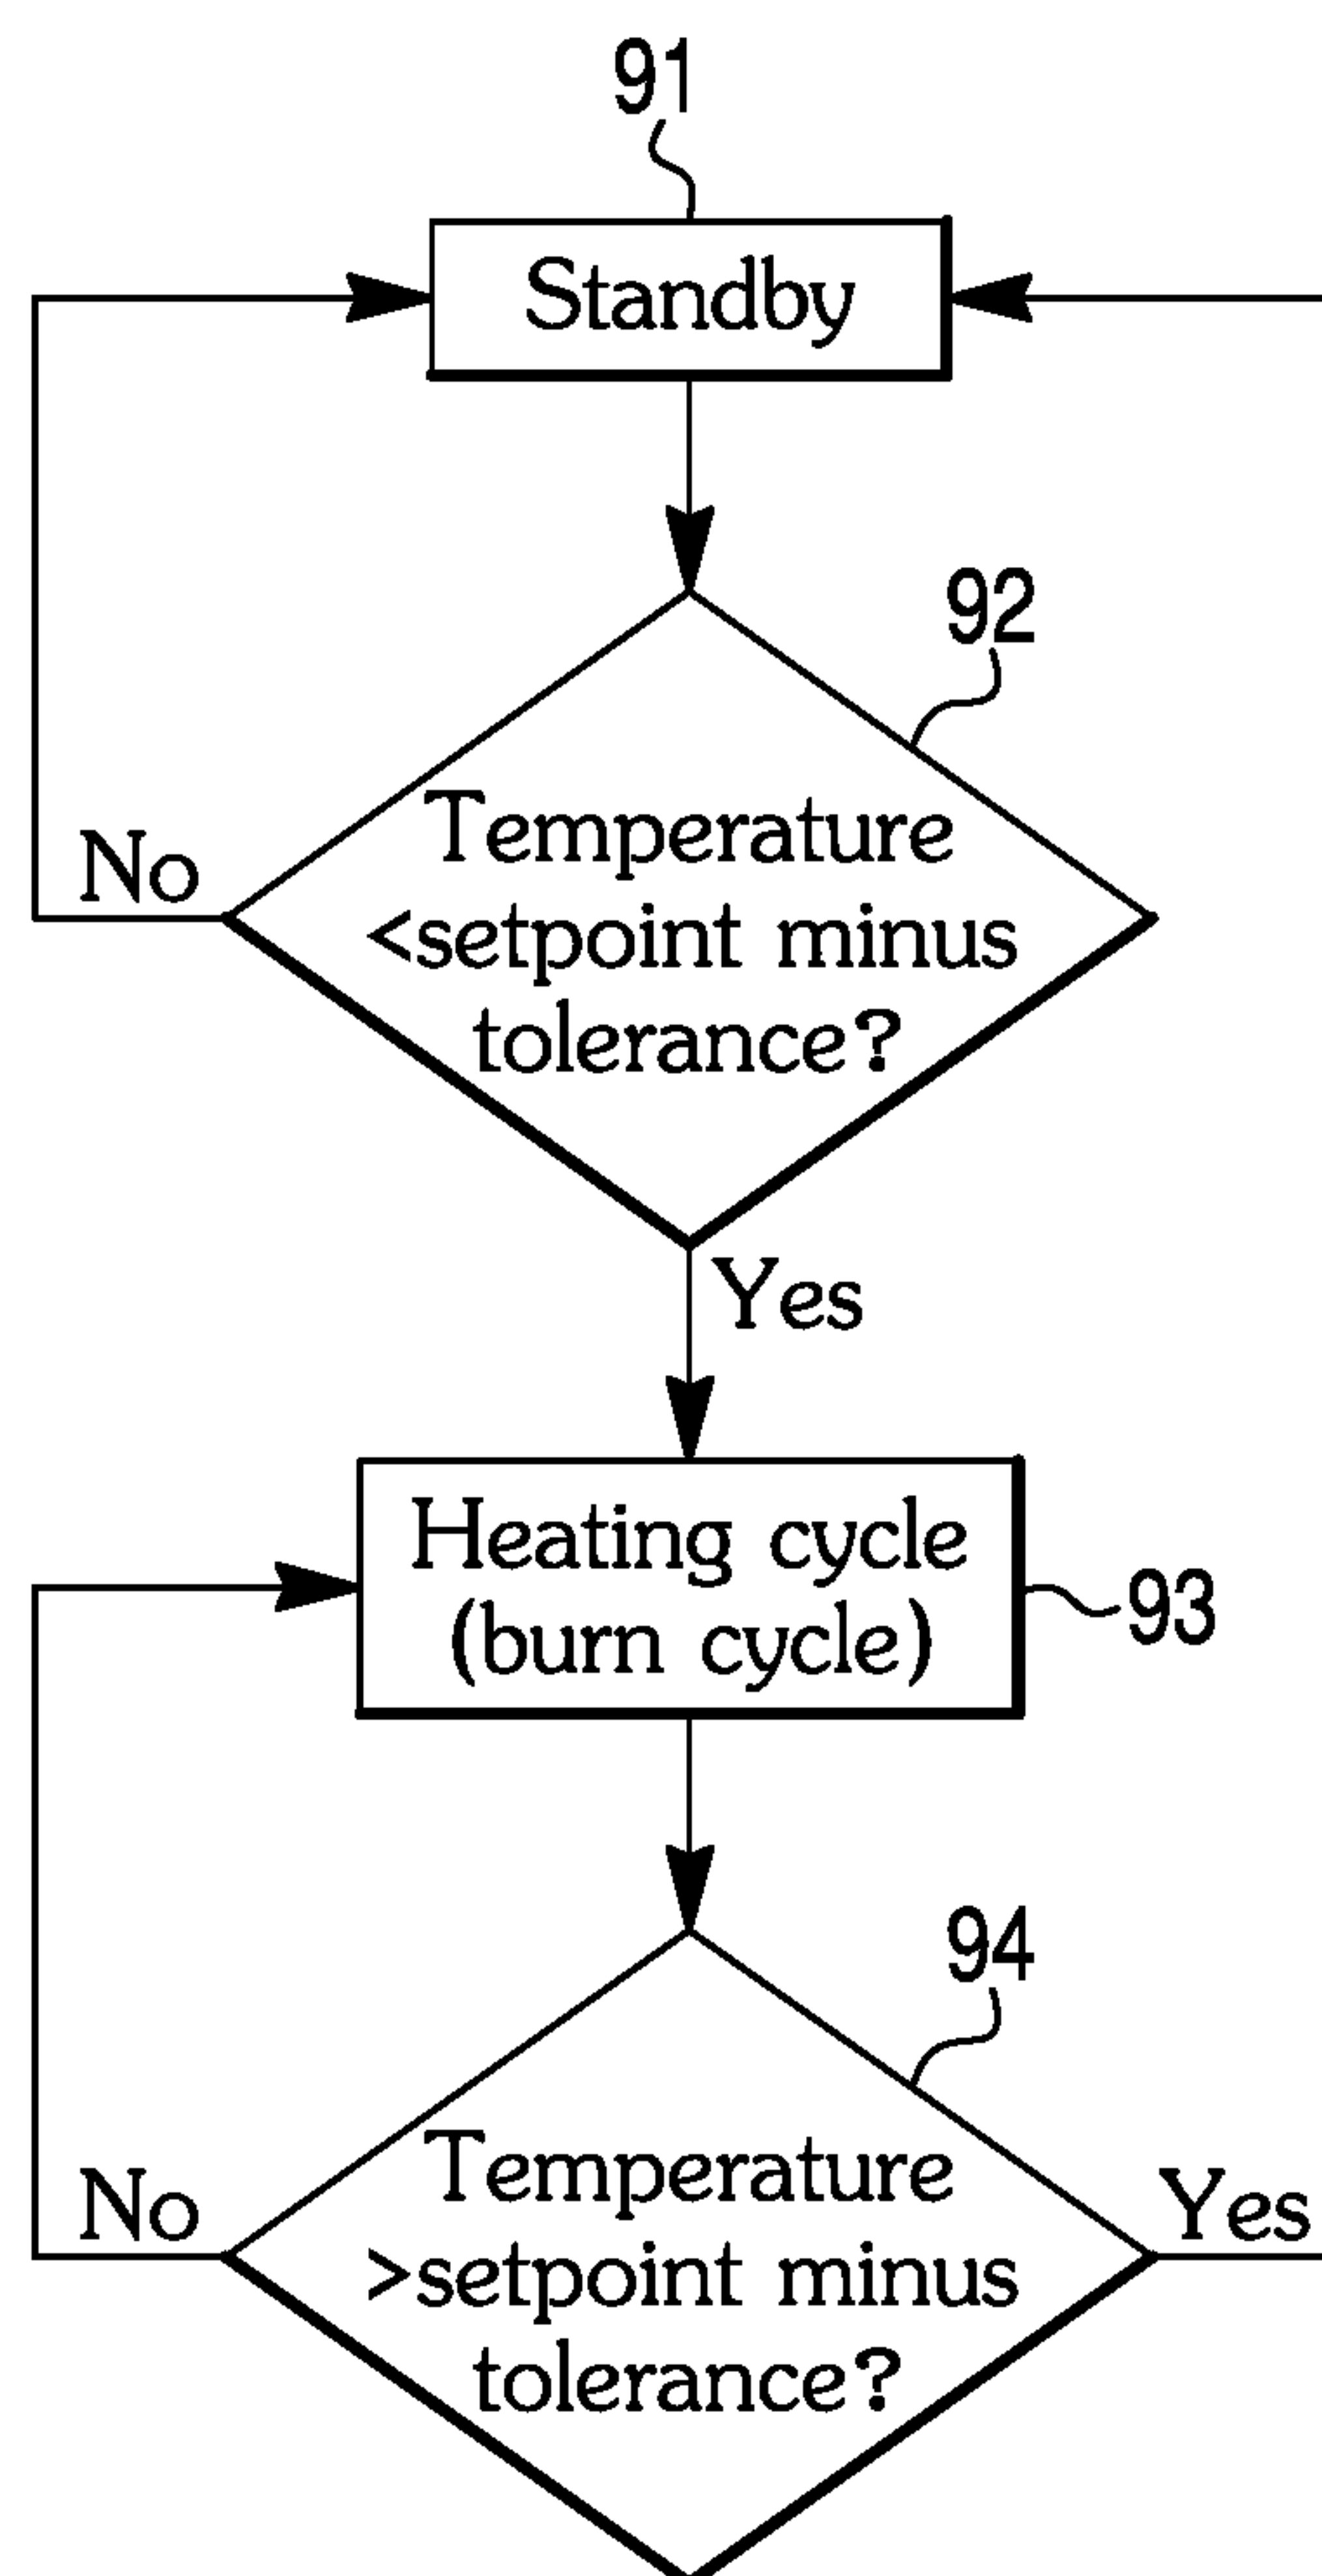 91
Standby
92
Temperature
<setpoint minus
tolerance?
No
Yes
Heating cycle
(burn cycle)
93
94
Temperature
>setpoint minus
tolerance?
No
Yes